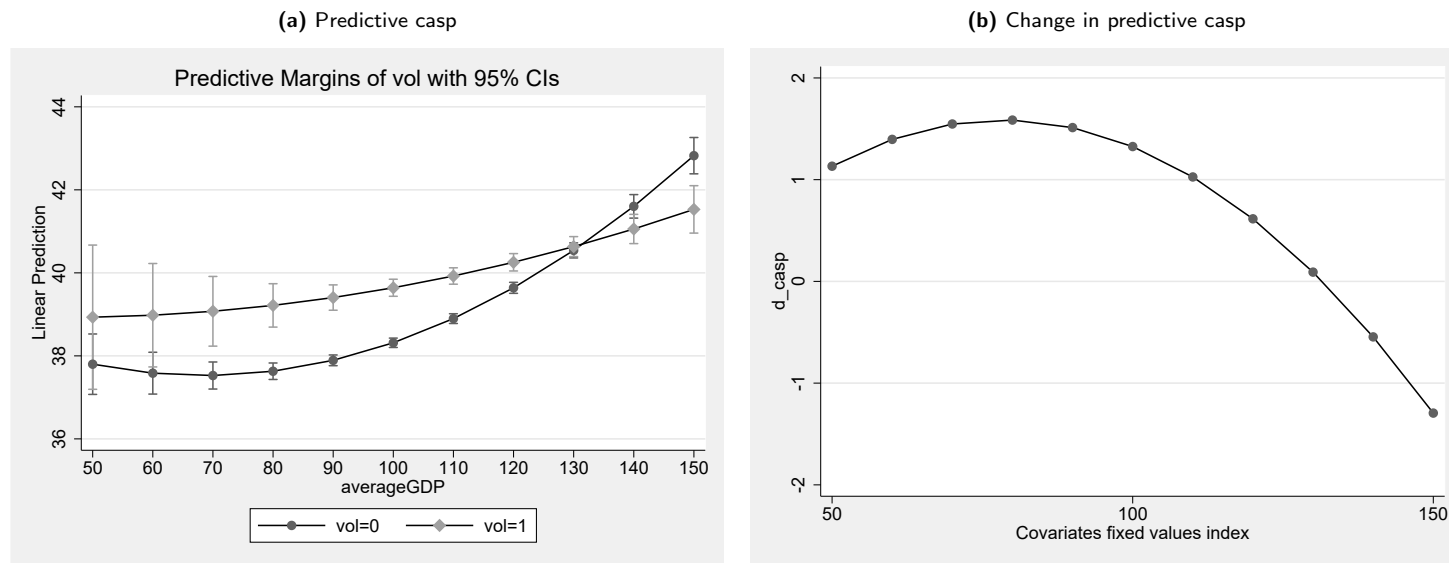 (a) Predictive casp
Predictive Margins of vol with 95% CIs
Linear Prediction
44
42
40
38
36
50 60 70 80 90 100 110 120 130 140 150
averageGDP
vol=0 vol=1
(b) Change in predictive casp
d_casp
2
1
0
-1
-2
50 100 150
Covariates fixed values index